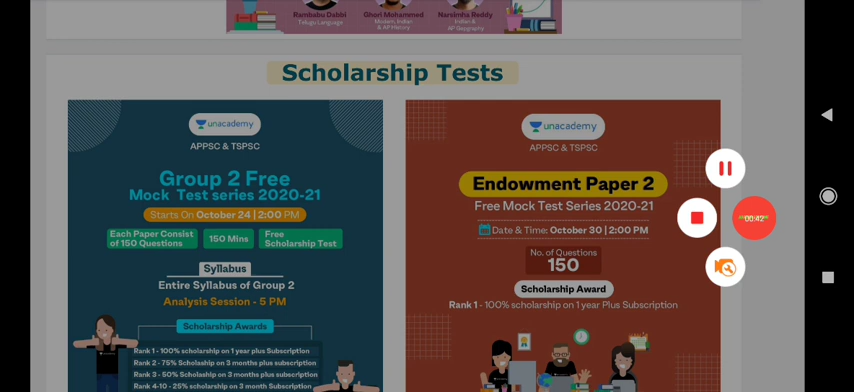 Rambabu Dabbi
Telugu Language
Ghori Mohammed
Modern, Indian
& AP History
Narsimha Reddy
Indian &
AP Geography
Scholarship Tests
unacademy
APPSC & TSPSC
Group 2 Free
Mock Test series 2020-21
Starts On October 24 | 2:00 PM
Each Paper Consist
of 150 Questions
150 Mins
Free
Scholarship Test
Syllabus
Entire Syllabus of Group 2
Analysis Session - 5 PM
Scholarship Awards
Rank 1 - 100% scholarship on 1 year plus Subscription
Rank 2 - 75% Scholaship on 3 months plus subscription
Rank 3 - 50% Scholarship on 3 months plus subscription
Rank 4-10 - 25% scholarship on 3 month Subscription
unacademy
APPSC & TSPSC
Endowment Paper 2
Free Mock Test Series 2020-21
Date & Time: October 30 | 2:00 PM
No. of Questions
150
Scholarship Award
Rank 1 - 100% scholarship on 1 year Plus Subscription
00:42